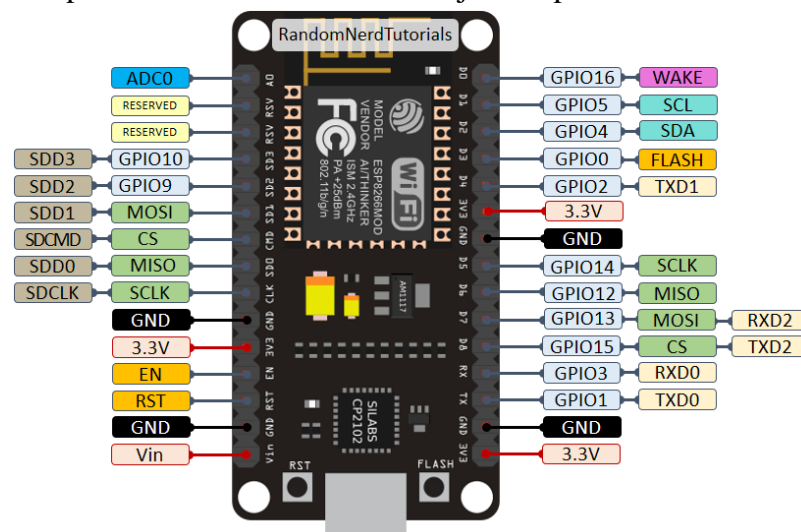 RandomNerdTutorials
ADC0 A0 D0 GPIO16 WAKE
RESERVED RSV D1 GPIO5 SCL
RESERVED RSV D2 GPIO4 SDA
SDD3 GPIO10 SD3 D3 GPIO0 FLASH
SDD2 GPIO9 SD2 D4 GPIO2 TXD1
SDD1 MOSI SD1 3V3 3.3V
SDCMD CS CMD GND GND
SDD0 MISO SD0 D5 GPIO14 SCLK
SDCLK SCLK CLK D6 GPIO12 MISO
GND GND D7 GPIO13 MOSI RXD2
3.3V 3V3 D8 GPIO15 CS TXD2
EN EN RX GPIO3 RXD0
RST RST TX GPIO1 TXD0
GND GND GND GND
Vin Vin 3V3 3.3V
MODEL
VENDOR
ESP8266MOD
AI/THINKER
ISM 2.4GHz
PA +25dBm
802.11b/g/n
FC
WiFi
AM1117
SILABS
CP2102
RST
FLASH